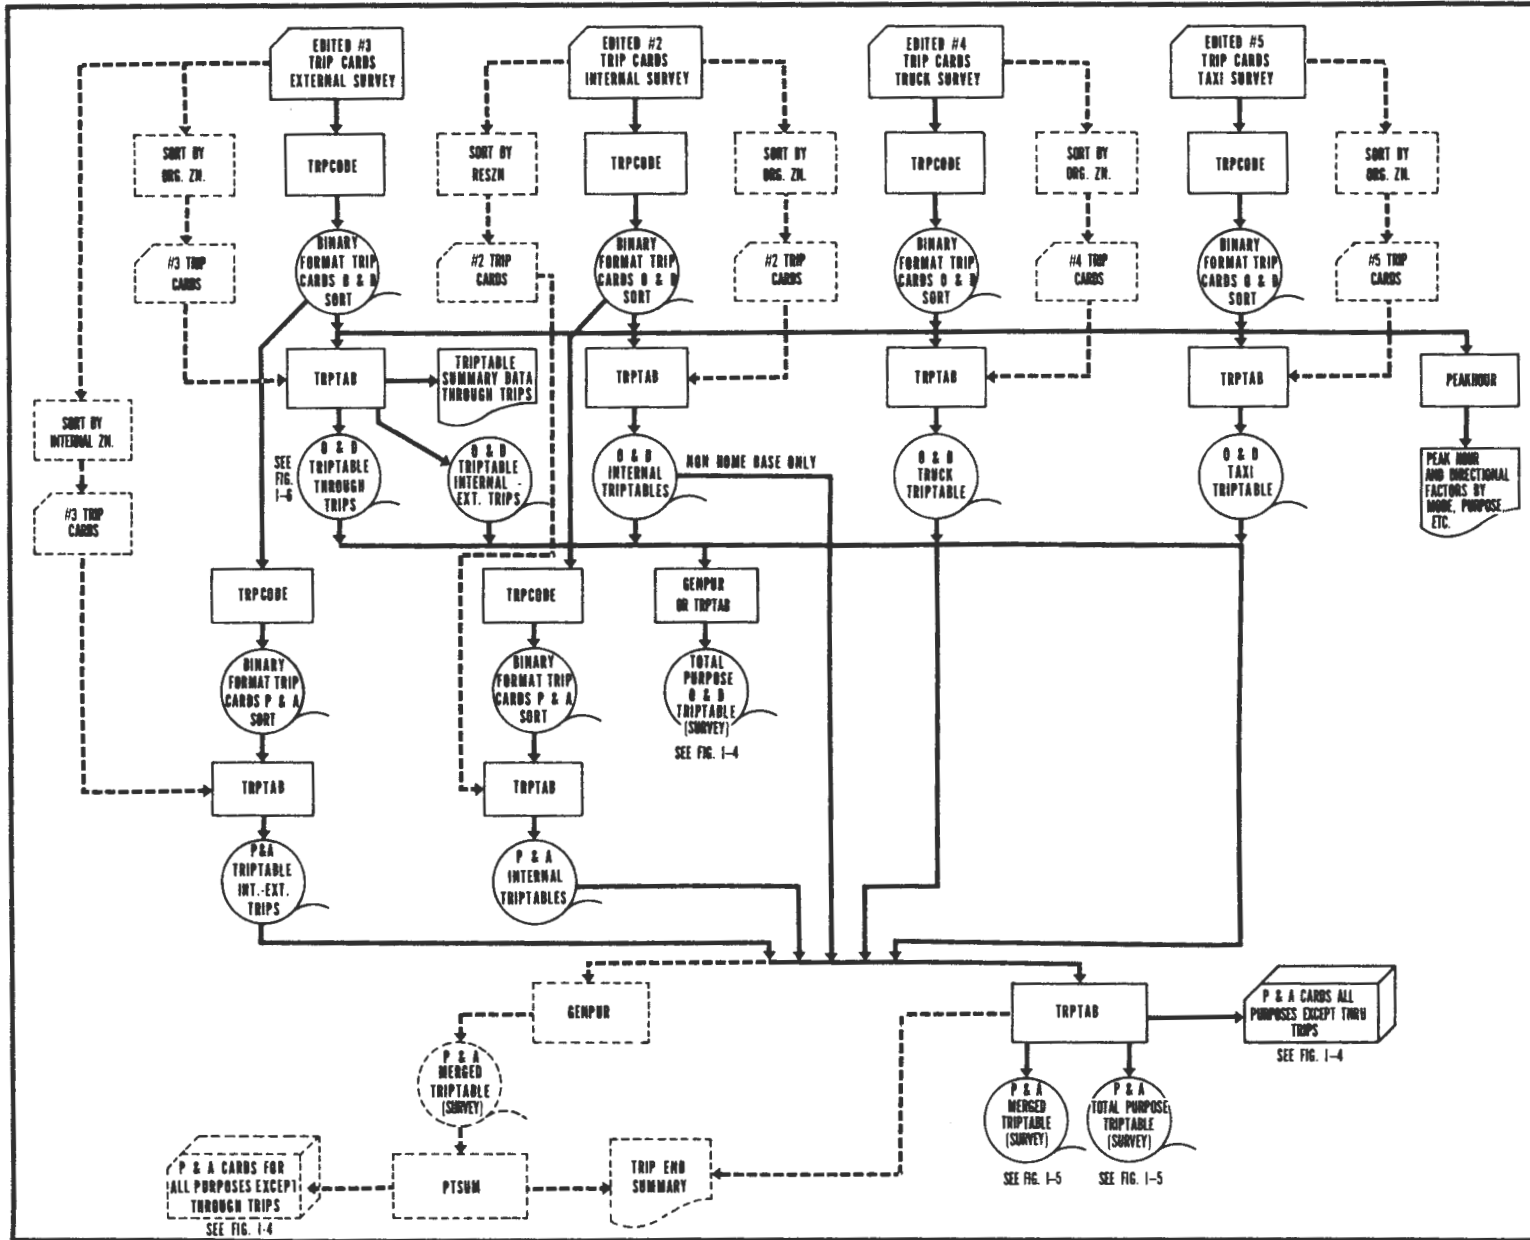 EDITED #3
TRIP CARDS
EXTERNAL SURVEY
EDITED #2
TRIP CARDS
INTERNAL SURVEY
EDITED #4
TRIP CARDS
TRUCK SURVEY
EDITED #5
TRIP CARDS
TAXI SURVEY
SORT BY
ORG. ZN.
TRPCODE
SORT BY
RESZN
TRPCODE
SORT BY
ORG. ZN.
TRPCODE
SORT BY
ORG. ZN.
TRPCODE
SORT BY
ORG. ZN.
#3 TRIP
CARDS
BINARY
FORMAT TRIP
CARDS O & D
SORT
#2 TRIP
CARDS
BINARY
FORMAT TRIP
CARDS O & D
SORT
#2 TRIP
CARDS
BINARY
FORMAT TRIP
CARDS O & D
SORT
#4 TRIP
CARDS
BINARY
FORMAT TRIP
CARDS O & D
SORT
#5 TRIP
CARDS
TRPTAB
TRIPTABLE
SUMMARY DATA
THROUGH TRIPS
TRPTAB
TRPTAB
TRPTAB
PEAKHOUR
SORT BY
INTERNAL ZN.
SEE
FIG.
1-6
O & D
TRIPTABLE
THROUGH
TRIPS
O & D
TRIPTABLE
INTERNAL -
EXT. TRIPS
O & D
INTERNAL
TRIPTABLES
NON HOME BASE ONLY
O & D
TRUCK
TRIPTABLE
O & D
TAXI
TRIPTABLE
PEAK HOUR
AND DIRECTIONAL
FACTORS BY
MODE, PURPOSE,
ETC.
#3 TRIP
CARDS
TRPCODE
TRPCODE
GENPUR
OR TRPTAB
BINARY
FORMAT TRIP
CARDS P & A
SORT
BINARY
FORMAT TRIP
CARDS P & A
SORT
TOTAL
PURPOSE
O & D
TRIPTABLE
(SURVEY)
SEE FIG. 1-4
TRPTAB
TRPTAB
P&A
TRIPTABLE
INT.-EXT.
TRIPS
P & A
INTERNAL
TRIPTABLES
GENPUR
TRPTAB
P & A CARDS ALL
PURPOSES EXCEPT THRU
TRIPS
SEE FIG. 1-4
P & A
MERGED
TRIPTABLE
(SURVEY)
P & A
MERGED
TRIPTABLE
(SURVEY)
SEE FIG. 1-5
P & A
TOTAL PURPOSE
TRIPTABLE
(SURVEY)
SEE FIG. 1-5
P & A CARDS FOR
ALL PURPOSES EXCEPT
THROUGH TRIPS
SEE FIG. 1-4
PTSUM
TRIP END
SUMMARY